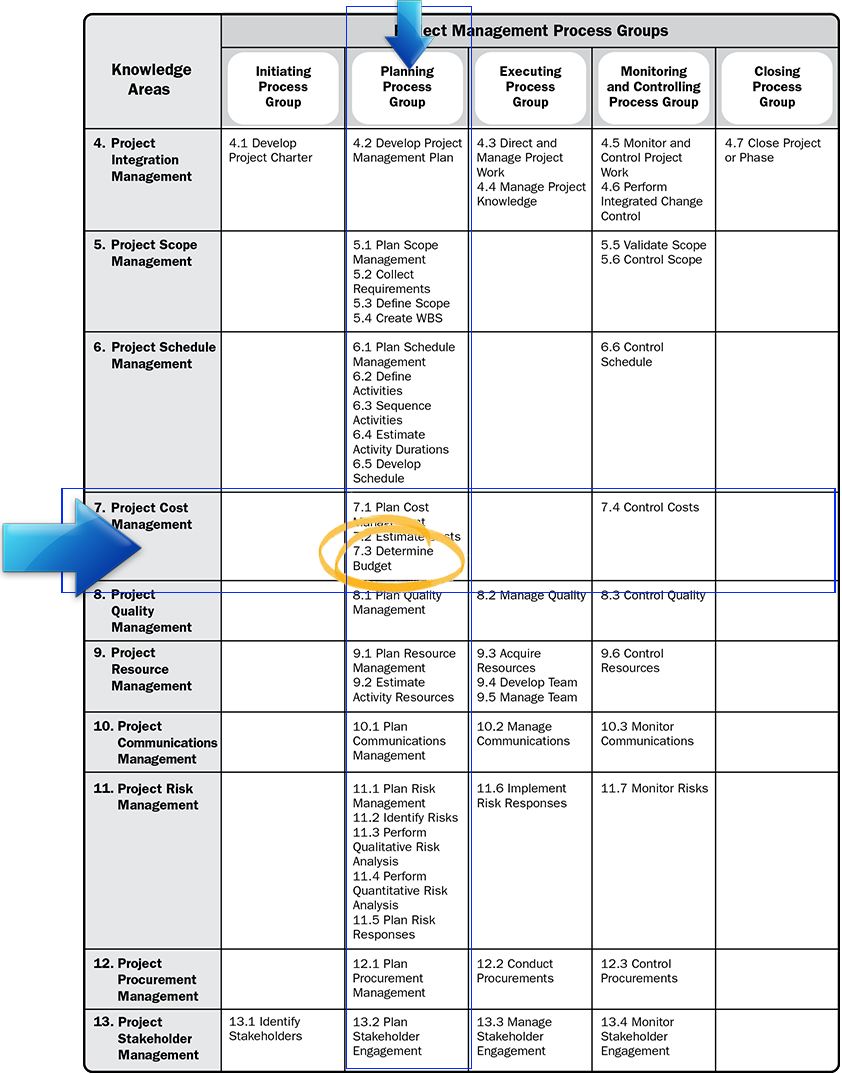 ject Management Process Groups
Knowledge
Areas
Initiating
Process
Group
Planning
Process
Group
Executing
Process
Group
Monitoring
and Controlling
Process Group
Closing
Process
Group
4. Project
Integration
Management
4.1 Develop
Project Charter
4.2 Develop Project
Management Plan
4.3 Direct and
Manage Project
Work
4.4 Manage Project
Knowledge
4.5 Monitor and
Control Project
Work
4.6 Perform
Integrated Change
Control
4.7 Close Project
or Phase
5. Project Scope
Management
5.1 Plan Scope
Management
5.2 Collect
Requirements
5.3 Define Scope
5.4 Create WBS
5.5 Validate Scope
5.6 Control Scope
6. Project Schedule
Management
6.1 Plan Schedule
Management
6.2 Define
Activities
6.3 Sequence
Activities
6.4 Estimate
Activity Durations
6.5 Develop
Schedule
6.6 Control
Schedule
7. Project Cost
Management
7.1 Plan Cost
Management
7.2 Estimate Costs
7.3 Determine
Budget
7.4 Control Costs
8. Project
Quality
Management
8.1 Plan Quality
Management
8.2 Manage Quality
8.3 Control Quality
9. Project
Resource
Management
9.1 Plan Resource
Management
9.2 Estimate
Activity Resources
9.3 Acquire
Resources
9.4 Develop Team
9.5 Manage Team
9.6 Control
Resources
10. Project
Communications
Management
10.1 Plan
Communications
Management
10.2 Manage
Communications
10.3 Monitor
Communications
11. Project Risk
Management
11.1 Plan Risk
Management
11.2 Identify Risks
11.3 Perform
Qualitative Risk
Analysis
11.4 Perform
Quantitative Risk
Analysis
11.5 Plan Risk
Responses
11.6 Implement
Risk Responses
11.7 Monitor Risks
12. Project
Procurement
Management
12.1 Plan
Procurement
Management
12.2 Conduct
Procurements
12.3 Control
Procurements
13. Project
Stakeholder
Management
13.1 Identify
Stakeholders
13.2 Plan
Stakeholder
Engagement
13.3 Manage
Stakeholder
Engagement
13.4 Monitor
Stakeholder
Engagement